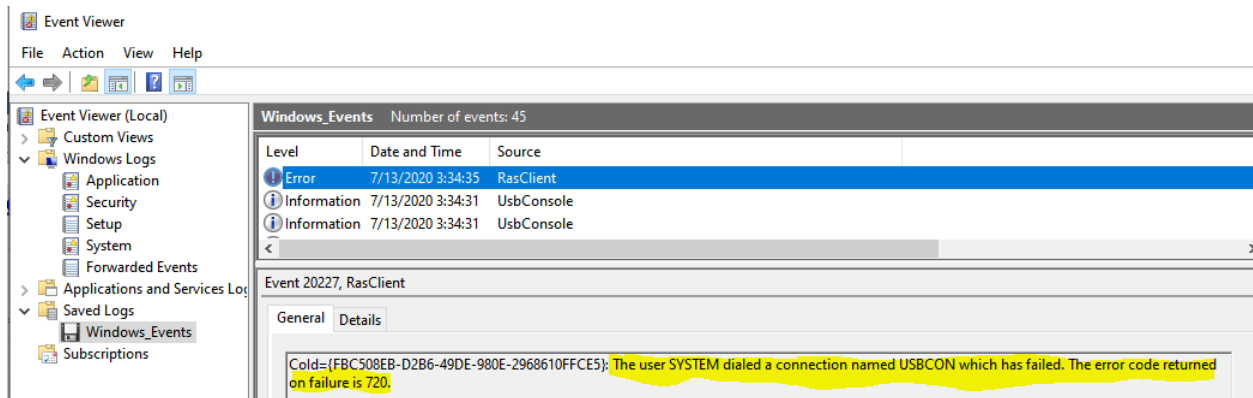 Event Viewer
File Action View Help
Event Viewer (Local)
Custom Views
Windows Logs
Application
Security
Setup
System
Forwarded Events
Applications and Services Log
Saved Logs
Windows_Events
Subscriptions
Windows_Events Number of events: 45
Level Date and Time Source
Error 7/13/2020 3:34:35 RasClient
Information 7/13/2020 3:34:31 UsbConsole
Information 7/13/2020 3:34:31 UsbConsole
Event 20227, RasClient
General Details
CoId={FBC508EB-D2B6-49DE-980E-2968610FFCE5}: The user SYSTEM dialed a connection named USBCON which has failed. The error code returned
on failure is 720.